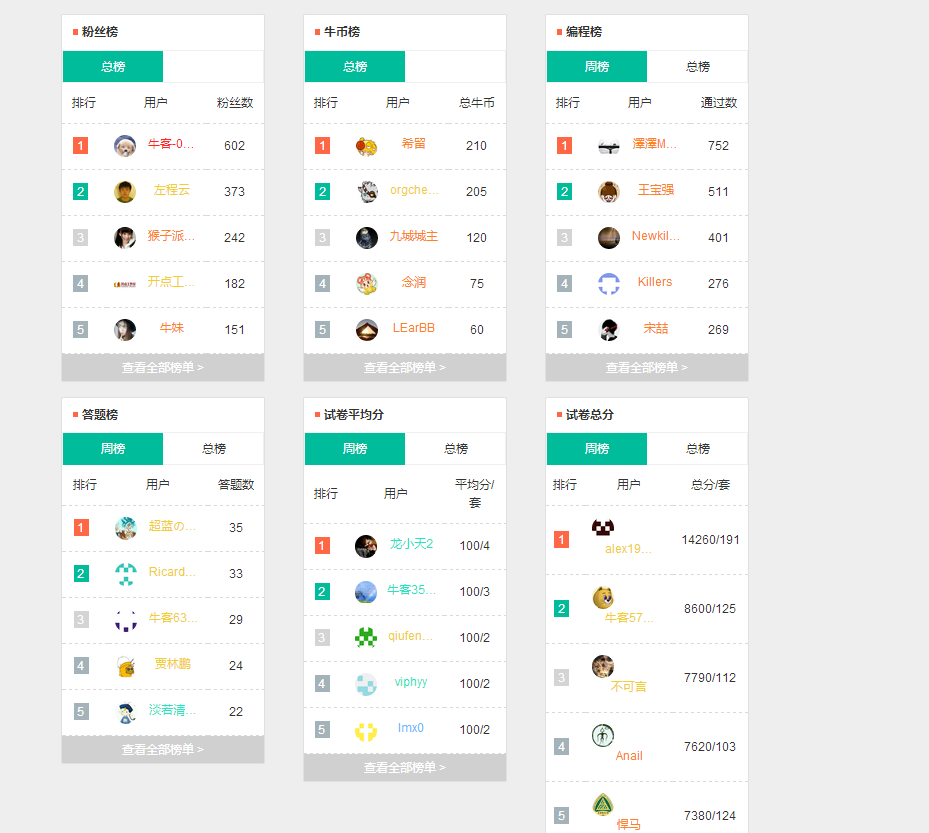 粉丝榜
总榜
排行 用户 粉丝数
1 牛客-0... 602
2 左程云 373
3 猴子派... 242
4 开点工... 182
5 牛妹 151
查看全部榜单 >
牛币榜
总榜
排行 用户 总牛币
1 希留 210
2 orgche... 205
3 九城城主 120
4 念润 75
5 LEarBB 60
查看全部榜单 >
编程榜
周榜 总榜
排行 用户 通过数
1 澤澤M... 752
2 王宝强 511
3 Newkil... 401
4 Killers 276
5 宋喆 269
查看全部榜单 >
答题榜
周榜 总榜
排行 用户 答题数
1 超蓝の... 35
2 Ricard... 33
3 牛客63... 29
4 贾林鹏 24
5 淡若清... 22
查看全部榜单 >
试卷平均分
周榜 总榜
排行 用户 平均分/
套
1 龙小天2 100/4
2 牛客35... 100/3
3 qiufen... 100/2
4 viphyy 100/2
5 lmx0 100/2
查看全部榜单 >
试卷总分
周榜 总榜
排行 用户 总分/套
1 14260/191
alex19...
2 8600/125
牛客57...
3 7790/112
不可喜
4 7620/103
Anail
5 7380/124
悍马